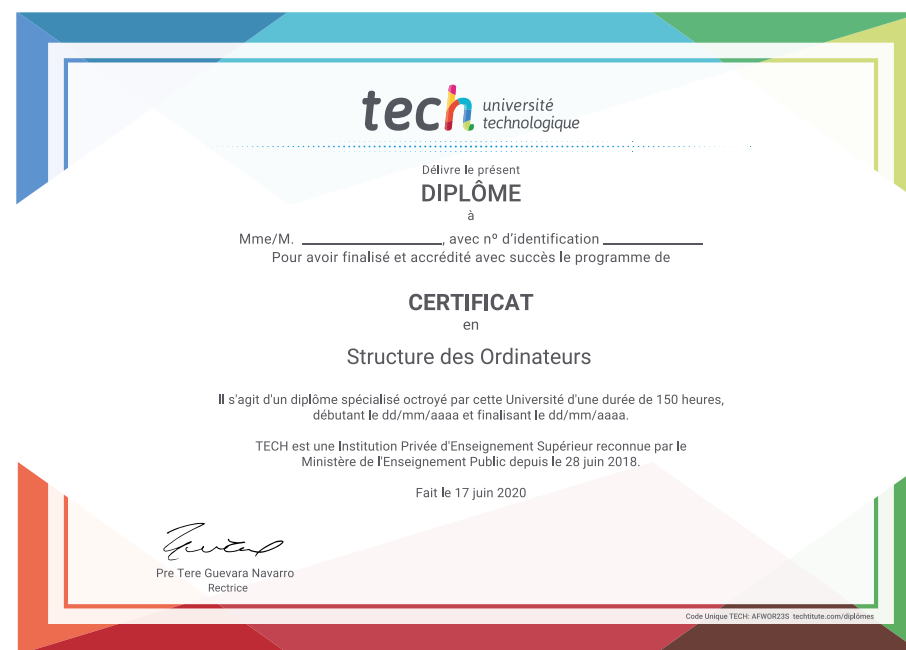 tech université
technologique
Délivre le présent
DIPLÔME
à
Mme/M. ____________________, avec nº d'identification ______________
Pour avoir finalisé et accrédité avec succès le programme de
CERTIFICAT
en
Structure des Ordinateurs
Il s'agit d'un diplôme spécialisé octroyé par cette Université d'une durée de 150 heures,
débutant le dd/mm/aaaa et finalisant le dd/mm/aaaa.
TECH est une Institution Privée d'Enseignement Supérieur reconnue par le
Ministère de l'Enseignement Public depuis le 28 juin 2018.
Fait le 17 juin 2020
Pre Tere Guevara Navarro
Rectrice
Code Unique TECH: AFWOR23S techtitute.com/diplômes